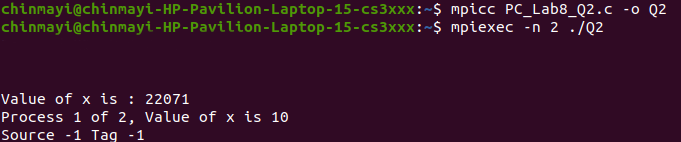 chinmayi@chinmayi-HP-Pavilion-Laptop-15-cs3xxx:~$ mpicc PC_Lab8_Q2.c -o Q2
chinmayi@chinmayi-HP-Pavilion-Laptop-15-cs3xxx:~$ mpiexec -n 2 ./Q2
Value of x is : 22071
Process 1 of 2, Value of x is 10
Source -1 Tag -1